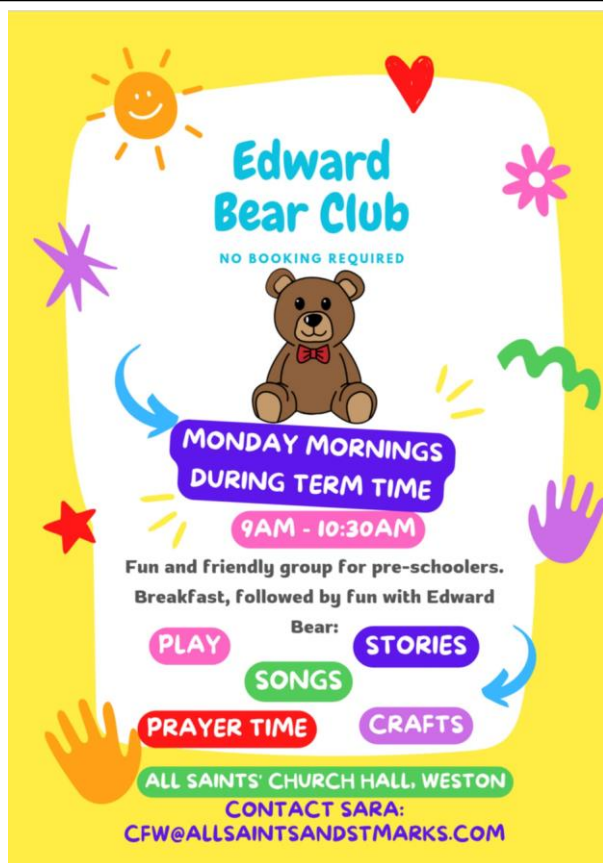 Edward
Bear Club
NO BOOKING REQUIRED
MONDAY MORNINGS
DURING TERM TIME
9AM - 10:30AM
Fun and friendly group for pre-schoolers.
Breakfast, followed by fun with Edward
Bear:
PLAY
STORIES
SONGS
PRAYER TIME
CRAFTS
ALL SAINTS' CHURCH HALL, WESTON
CONTACT SARA:
CFW@ALLSAINTSANDSTMARKS.COM